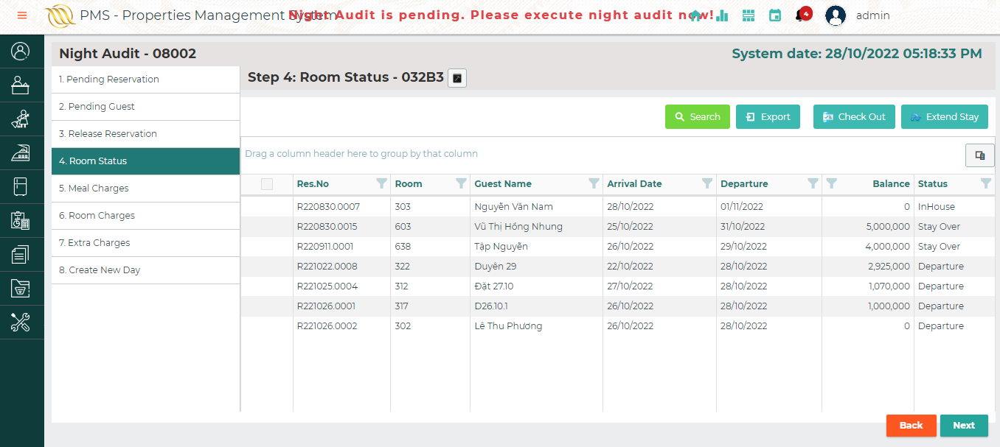 PMS - Properties Management System
Night Audit is pending. Please execute night audit now!
4
admin
Night Audit - 08002
System date: 28/10/2022 05:18:33 PM
1. Pending Reservation
2. Pending Guest
3. Release Reservation
4. Room Status
5. Meal Charges
6. Room Charges
7. Extra Charges
8. Create New Day
Step 4: Room Status - 032B3
Search Export Check Out Extend Stay
Drag a column header here to group by that column
Res.No Room Guest Name Arrival Date Departure Balance Status
R220830.0007 303 Nguyễn Văn Nam 28/10/2022 01/11/2022 0 InHouse
R220830.0015 603 Vũ Thị Hồng Nhung 25/10/2022 31/10/2022 5,000,000 Stay Over
R220911.0001 638 Tập Nguyễn 26/10/2022 29/10/2022 4,000,000 Stay Over
R221022.0008 322 Duyên 29 22/10/2022 28/10/2022 2,925,000 Departure
R221025.0004 312 Đặt 27.10 27/10/2022 28/10/2022 1,070,000 Departure
R221026.0001 317 D26.10.1 26/10/2022 28/10/2022 1,000,000 Departure
R221026.0002 302 Lê Thu Phương 26/10/2022 28/10/2022 0 Departure
Back Next